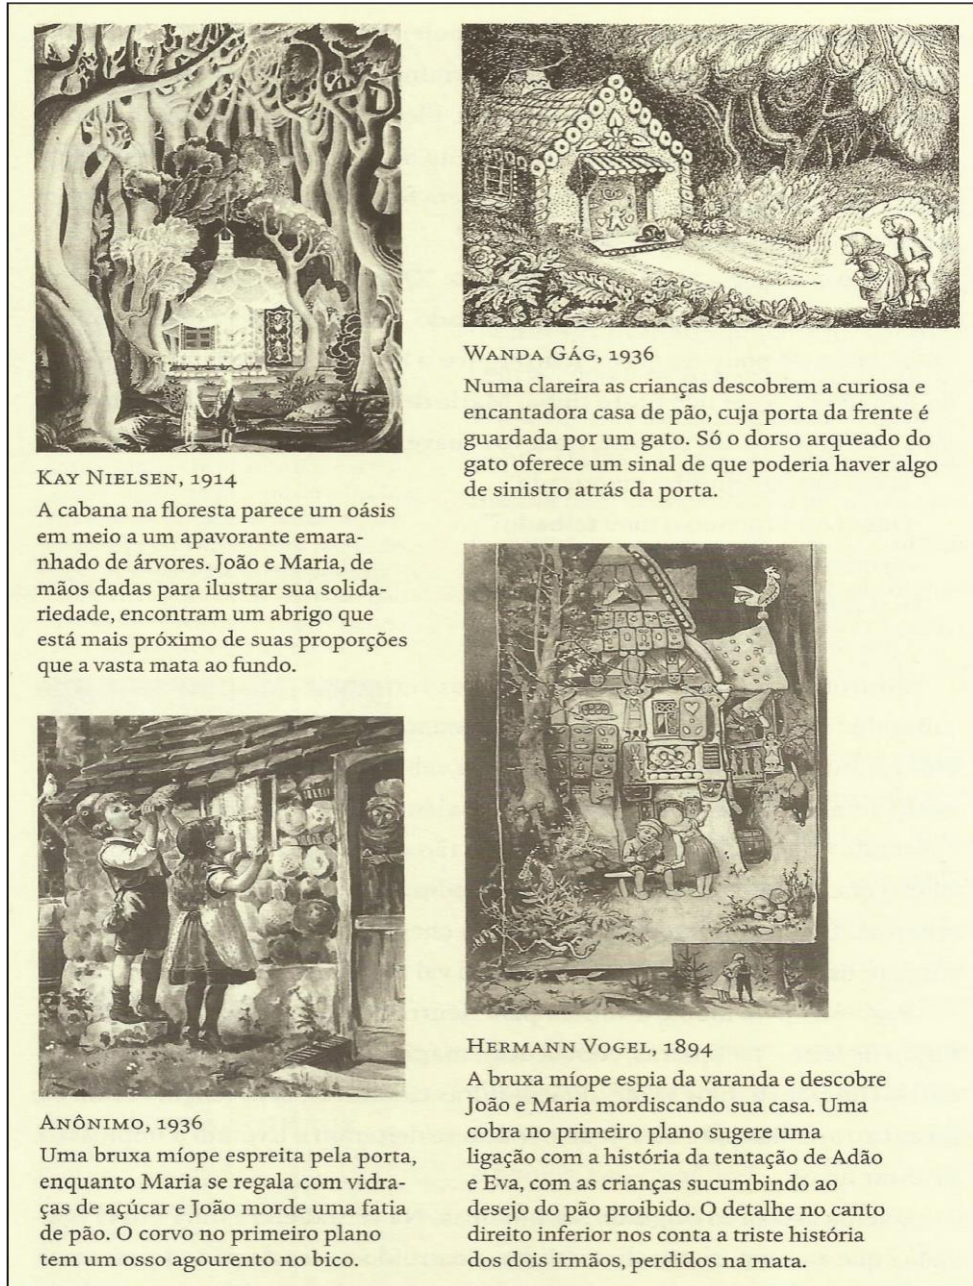 KAY NIELSEN, 1914
A cabana na floresta parece um oásis
em meio a um apavorante emara-
nhado de árvores. João e Maria, de
mãos dadas para ilustrar sua solida-
riedade, encontram um abrigo que
está mais próximo de suas proporções
que a vasta mata ao fundo.
WANDA GÁG, 1936
Numa clareira as crianças descobrem a curiosa e
encantadora casa de pão, cuja porta da frente é
guardada por um gato. Só o dorso arqueado do
gato oferece um sinal de que poderia haver algo
de sinistro atrás da porta.
ANÔNIMO, 1936
Uma bruxa míope espreita pela porta,
enquanto Maria se regala com vidra-
ças de açúcar e João morde uma fatia
de pão. O corvo no primeiro plano
tem um osso agourento no bico.
HERMANN VOGEL, 1894
A bruxa míope espia da varanda e descobre
João e Maria mordiscando sua casa. Uma
cobra no primeiro plano sugere uma
ligação com a história da tentação de Adão
e Eva, com as crianças sucumbindo ao
desejo do pão proibido. O detalhe no canto
direito inferior nos conta a triste história
dos dois irmãos, perdidos na mata.